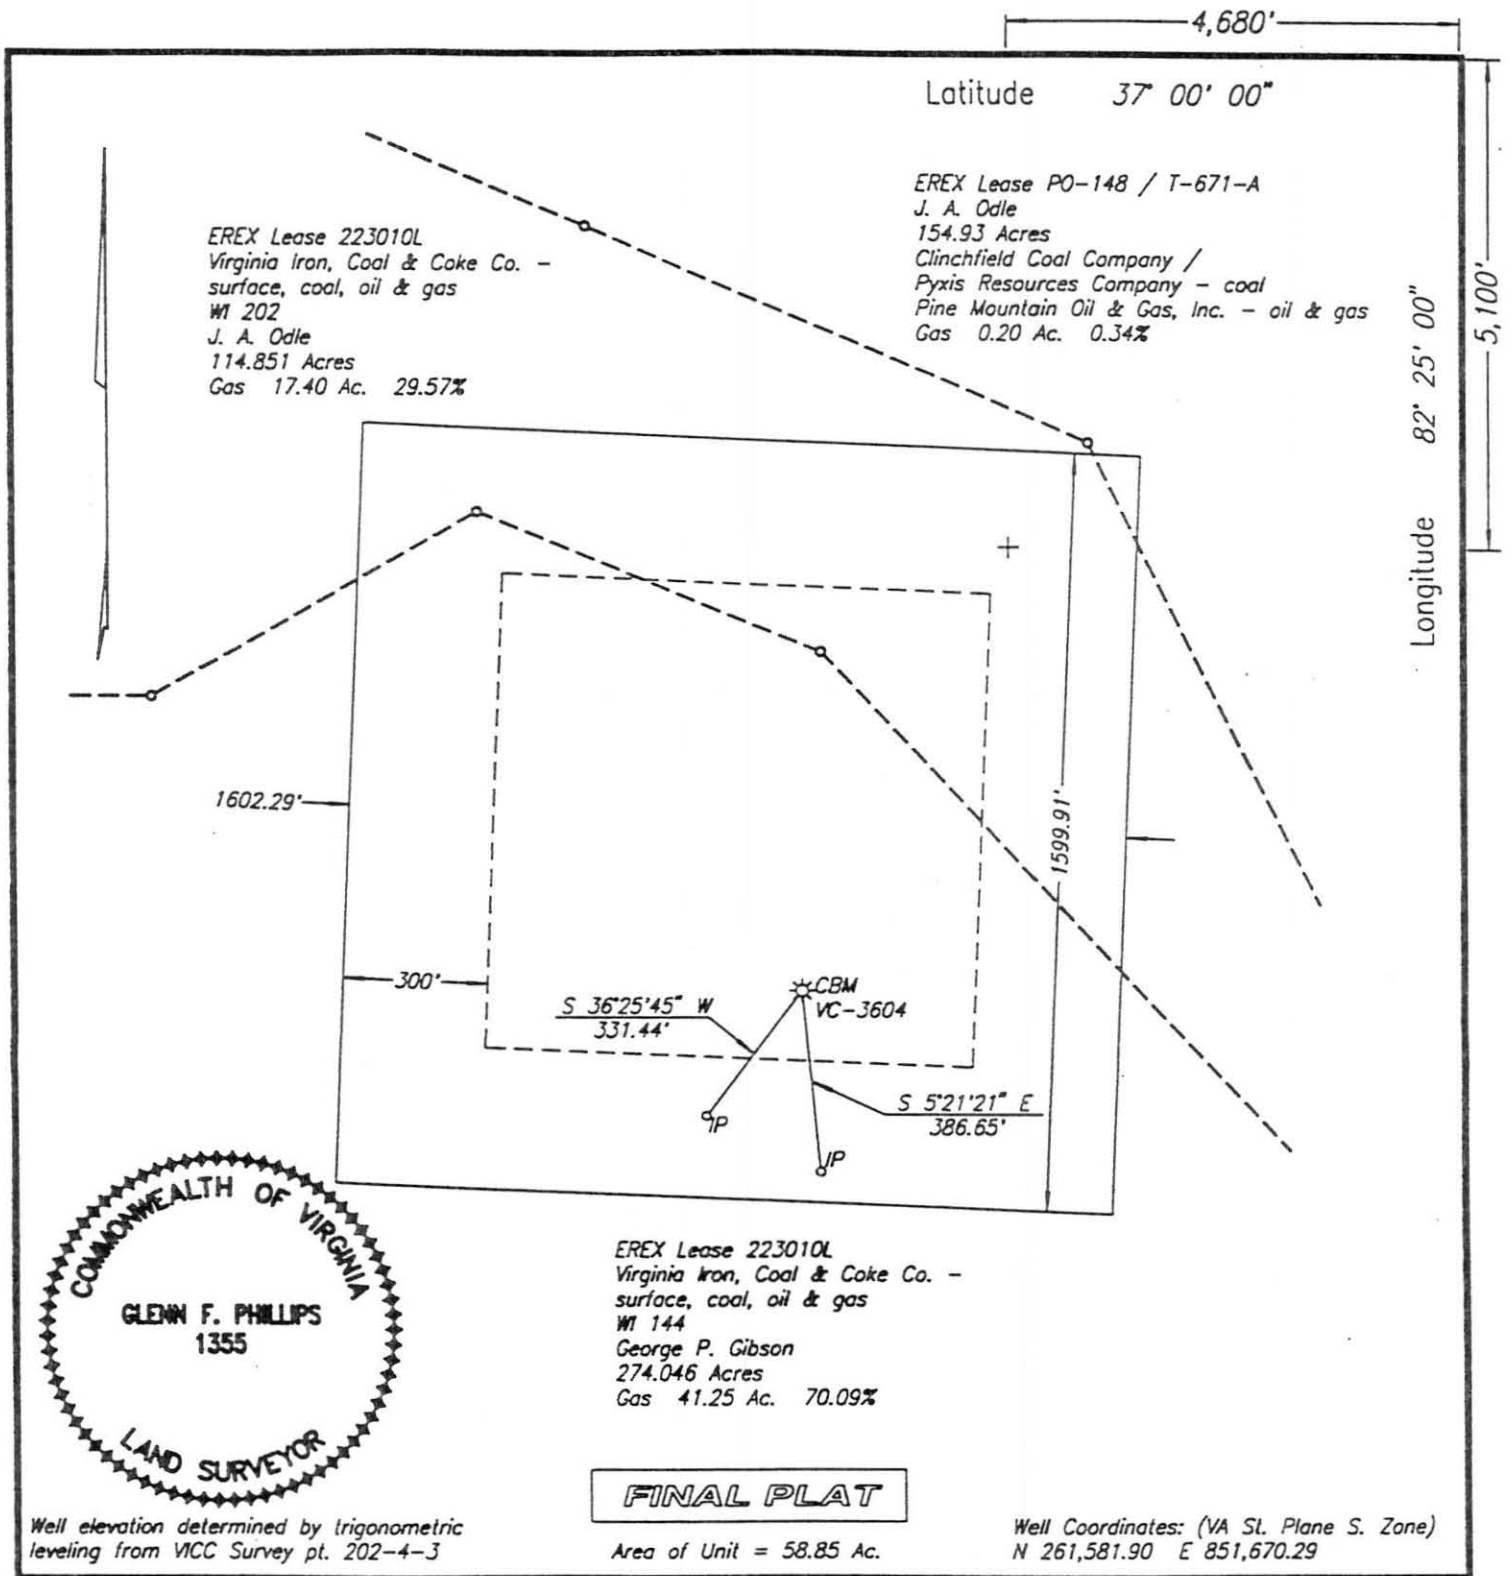 4,680'
Latitude 37° 00' 00"
5,100'
Longitude 82° 25' 00"
EREX Lease PO-148 / T-671-A
J. A. Odle
154.93 Acres
Clinchfield Coal Company /
Pyxis Resources Company - coal
Pine Mountain Oil & Gas, Inc. - oil & gas
Gas 0.20 Ac. 0.34%
EREX Lease 223010L
Virginia Iron, Coal & Coke Co. -
surface, coal, oil & gas
WI 202
J. A. Odle
114.851 Acres
Gas 17.40 Ac. 29.57%
1602.29'
1599.91'
300'
CBM
VC-3604
S 36°25'45" W
331.44'
S 5°21'21" E
386.65'
IP
IP
EREX Lease 223010L
Virginia Iron, Coal & Coke Co. -
surface, coal, oil & gas
WI 144
George P. Gibson
274.046 Acres
Gas 41.25 Ac. 70.09%
COMMONWEALTH OF VIRGINIA
GLENN F. PHILLIPS
1355
LAND SURVEYOR
FINAL PLAT
Well elevation determined by trigonometric
leveling from VICC Survey pt. 202-4-3
Area of Unit = 58.85 Ac.
Well Coordinates: (VA St. Plane S. Zone)
N 261,581.90 E 851,670.29